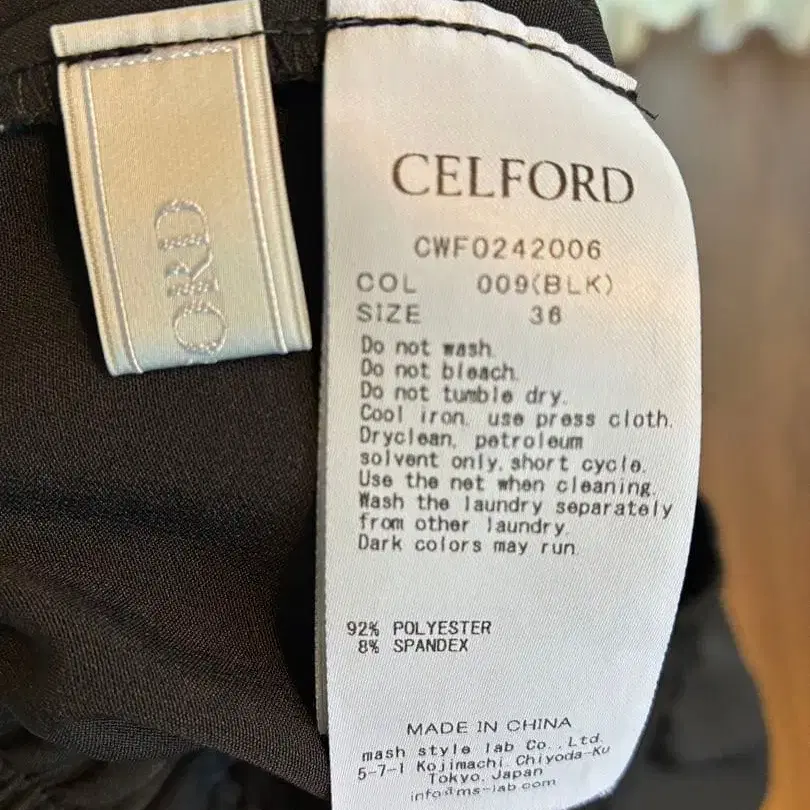 ORD
CELFORD
CWF0242006
COL 009(BLK)
SIZE 36
Do not wash.
Do not bleach.
Do not tumble dry.
Cool iron, use press cloth.
Dryclean, petroleum
solvent only, short cycle.
Use the net when cleaning.
Wash the laundry separately
from other laundry.
Dark colors may run.
92% POLYESTER
8% SPANDEX
MADE IN CHINA
mash style lab Co., Ltd.
5-7-1 Kojimachi, Chiyoda-Ku
Tokyo, Japan
info@ms-lab.com